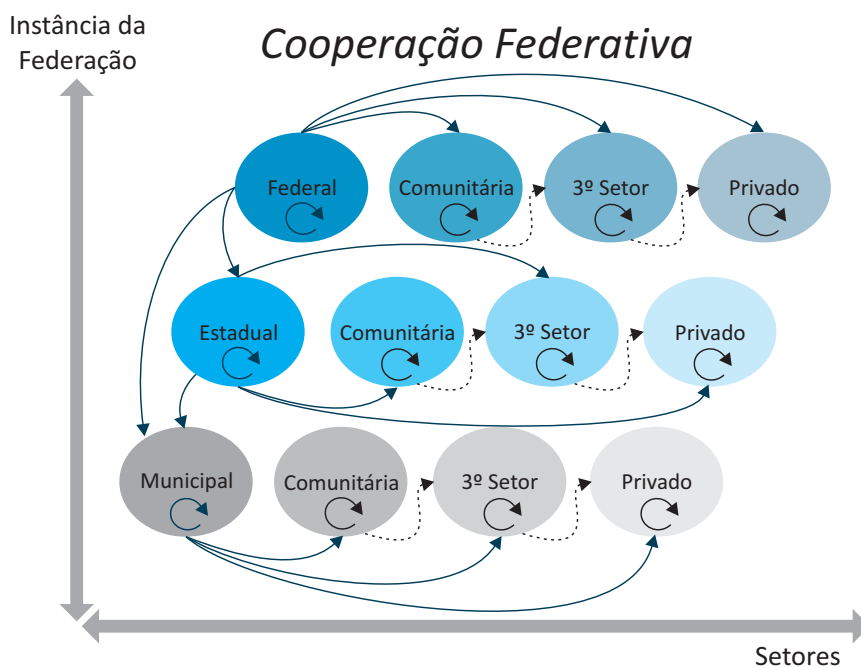 Instância da
Federação
Cooperação Federativa
Federal
Comunitária
3º Setor
Privado
Estadual
Comunitária
3º Setor
Privado
Municipal
Comunitária
3º Setor
Privado
Setores